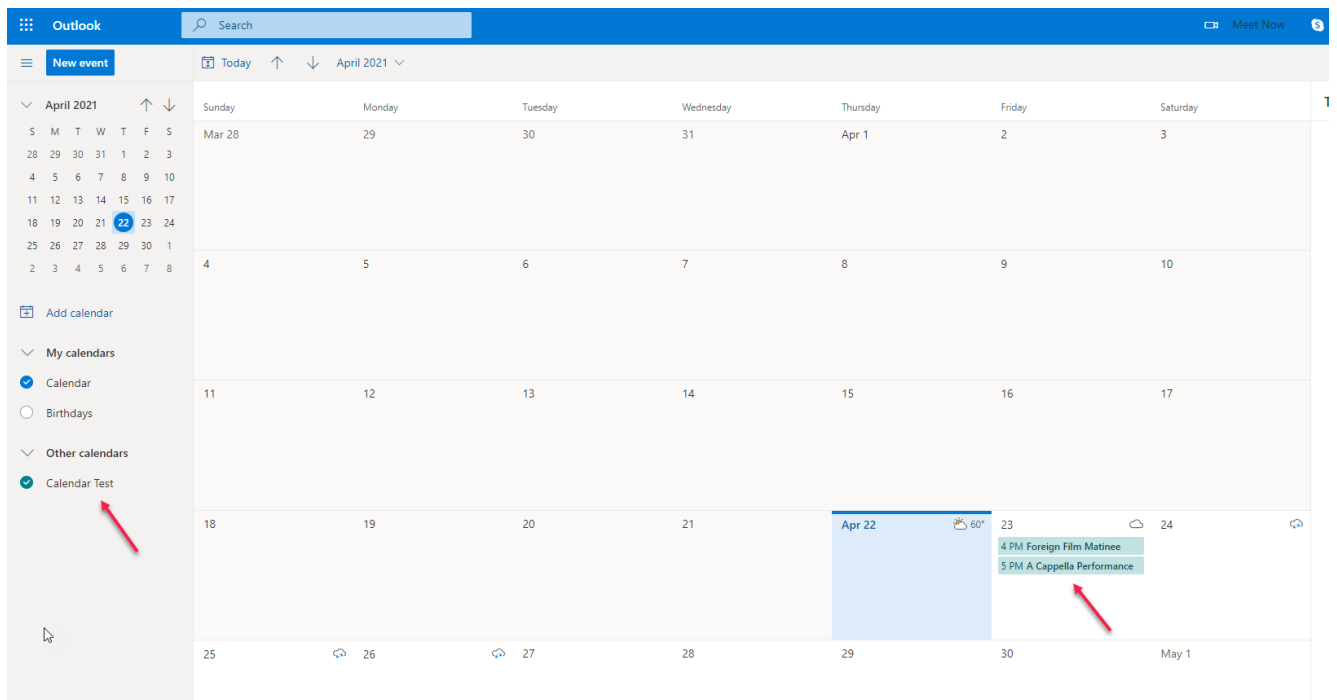 Outlook
Search
Meet Now
New event
Today
April 2021
April 2021
S M T W T F S
28 29 30 31 1 2 3
4 5 6 7 8 9 10
11 12 13 14 15 16 17
18 19 20 21 22 23 24
25 26 27 28 29 30 1
2 3 4 5 6 7 8
Add calendar
My calendars
Calendar
Birthdays
Other calendars
Calendar Test
Sunday Monday Tuesday Wednesday Thursday Friday Saturday
Mar 28 29 30 31 Apr 1 2 3
4 5 6 7 8 9 10
11 12 13 14 15 16 17
18 19 20 21 Apr 22 60° 23 24
4 PM Foreign Film Matinee
5 PM A Cappella Performance
25 26 27 28 29 30 May 1